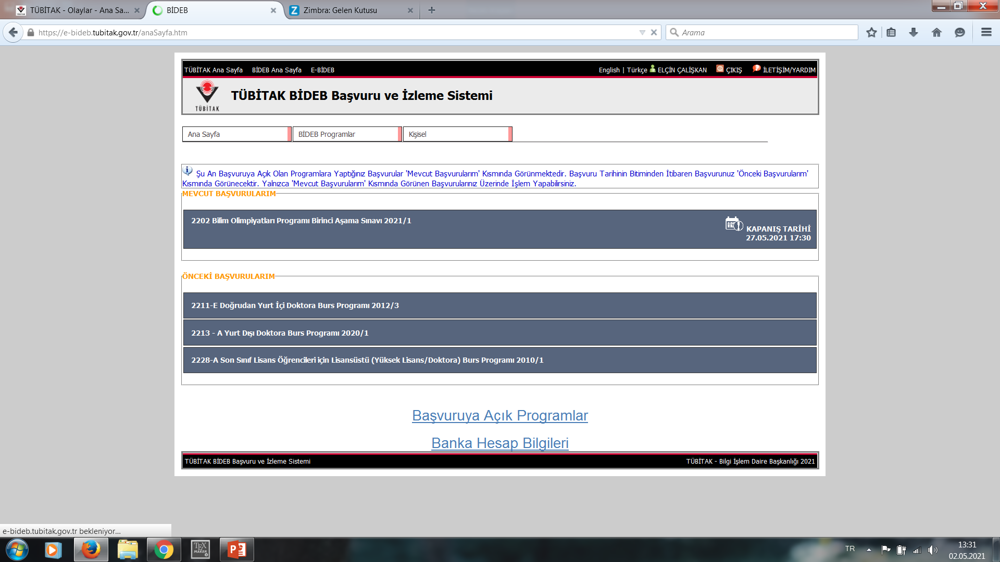 TÜBİTAK - Olaylar - Ana Sa...
BİDEB
Zimbra: Gelen Kutusu
https://e-bideb.tubitak.gov.tr/anaSayfa.htm
Arama
TÜBİTAK Ana Sayfa BİDEB Ana Sayfa E-BİDEB
English | Türkçe ELÇİN ÇALIŞKAN ÇIKIŞ İLETİŞİM/YARDIM
TÜBİTAK
TÜBİTAK BİDEB Başvuru ve İzleme Sistemi
Ana Sayfa
BİDEB Programlar
Kişisel
Şu An Başvuruya Açık Olan Programlara Yaptığınız Başvurular 'Mevcut Başvurularım' Kısmında Görünmektedir. Başvuru Tarihinin Bitiminden İtibaren Başvurunuz 'Önceki Başvurularım'
Kısmında Görünecektir. Yalnızca 'Mevcut Başvurularım' Kısmında Görünen Başvurularınız Üzerinde İşlem Yapabilirsiniz.
MEVCUT BAŞVURULARIM
2202 Bilim Olimpiyatları Programı Birinci Aşama Sınavı 2021/1
KAPANIŞ TARİHİ
27.05.2021 17:30
ÖNCEKİ BAŞVURULARIM
2211-E Doğrudan Yurt İçi Doktora Burs Programı 2012/3
2213 - A Yurt Dışı Doktora Burs Programı 2020/1
2228-A Son Sınıf Lisans Öğrencileri için Lisansüstü (Yüksek Lisans/Doktora) Burs Programı 2010/1
Başvuruya Açık Programlar
Banka Hesap Bilgileri
TÜBİTAK BİDEB Başvuru ve İzleme Sistemi
TÜBİTAK - Bilgi İşlem Daire Başkanlığı 2021
e-bideb.tubitak.gov.tr bekleniyor...
TEX
MAKER
TR
13:31
02.05.2021